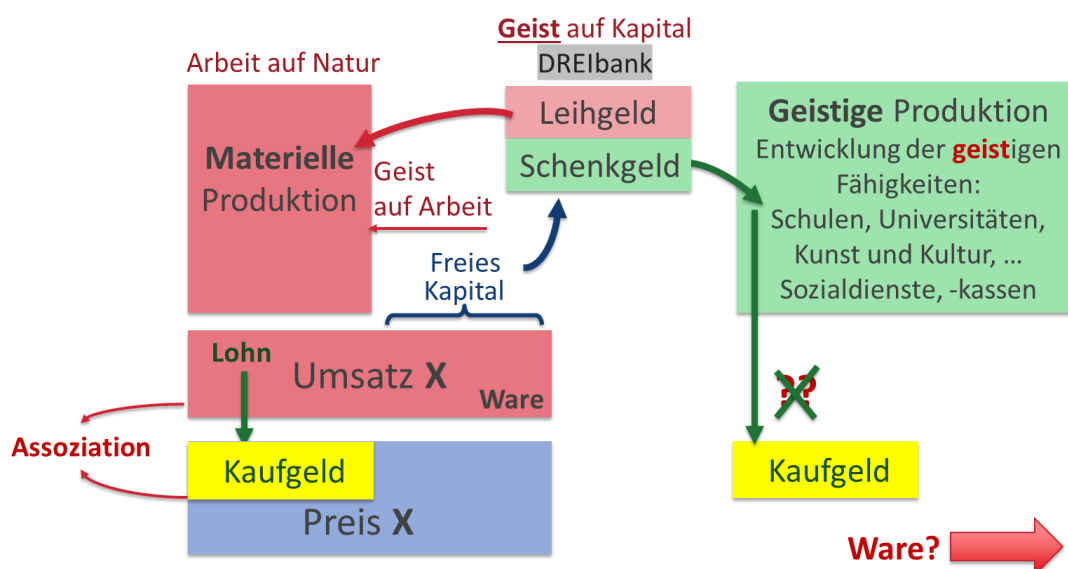 Geist auf Kapital
DREIbank
Arbeit auf Natur
Leihgeld
Schenkgeld
Materielle
Produktion
Geist
auf Arbeit
Freies
Kapital
Geistige Produktion
Entwicklung der geistigen
Fähigkeiten:
Schulen, Universitäten,
Kunst und Kultur, ...
Sozialdienste, -kassen
Lohn
Umsatz X
Ware
??
Assoziation
Kaufgeld
Preis X
Kaufgeld
Ware?